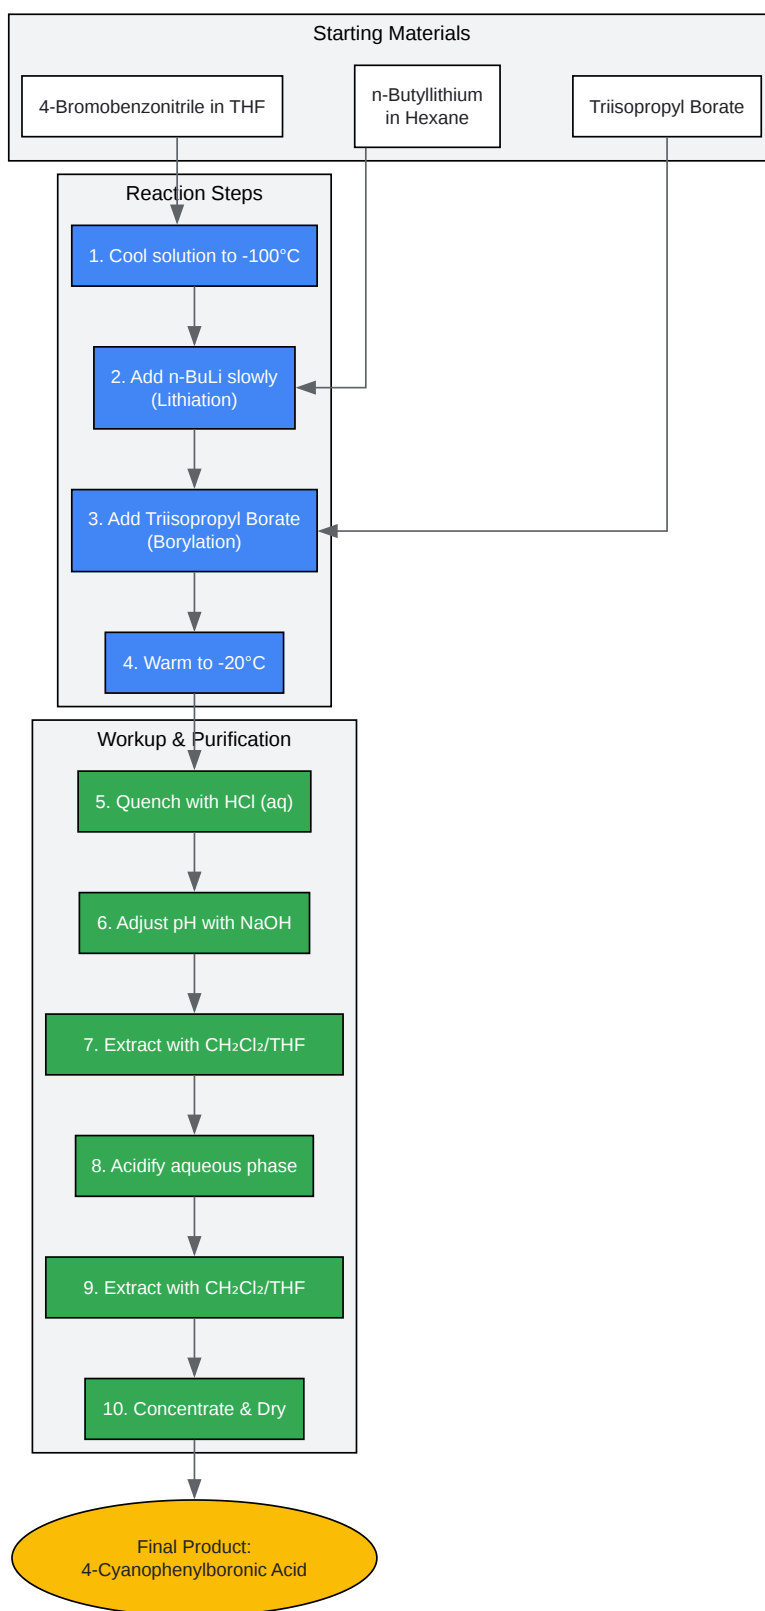 Starting Materials
4-Bromobenzonitrile in THF
n-Butyllithium
in Hexane
Triisopropyl Borate
Reaction Steps
1. Cool solution to -100°C
2. Add n-BuLi slowly
(Lithiation)
3. Add Triisopropyl Borate
(Borylation)
4. Warm to -20°C
Workup & Purification
5. Quench with HCl (aq)
6. Adjust pH with NaOH
7. Extract with CH₂Cl₂/THF
8. Acidify aqueous phase
9. Extract with CH₂Cl₂/THF
10. Concentrate & Dry
Final Product:
4-Cyanophenylboronic Acid